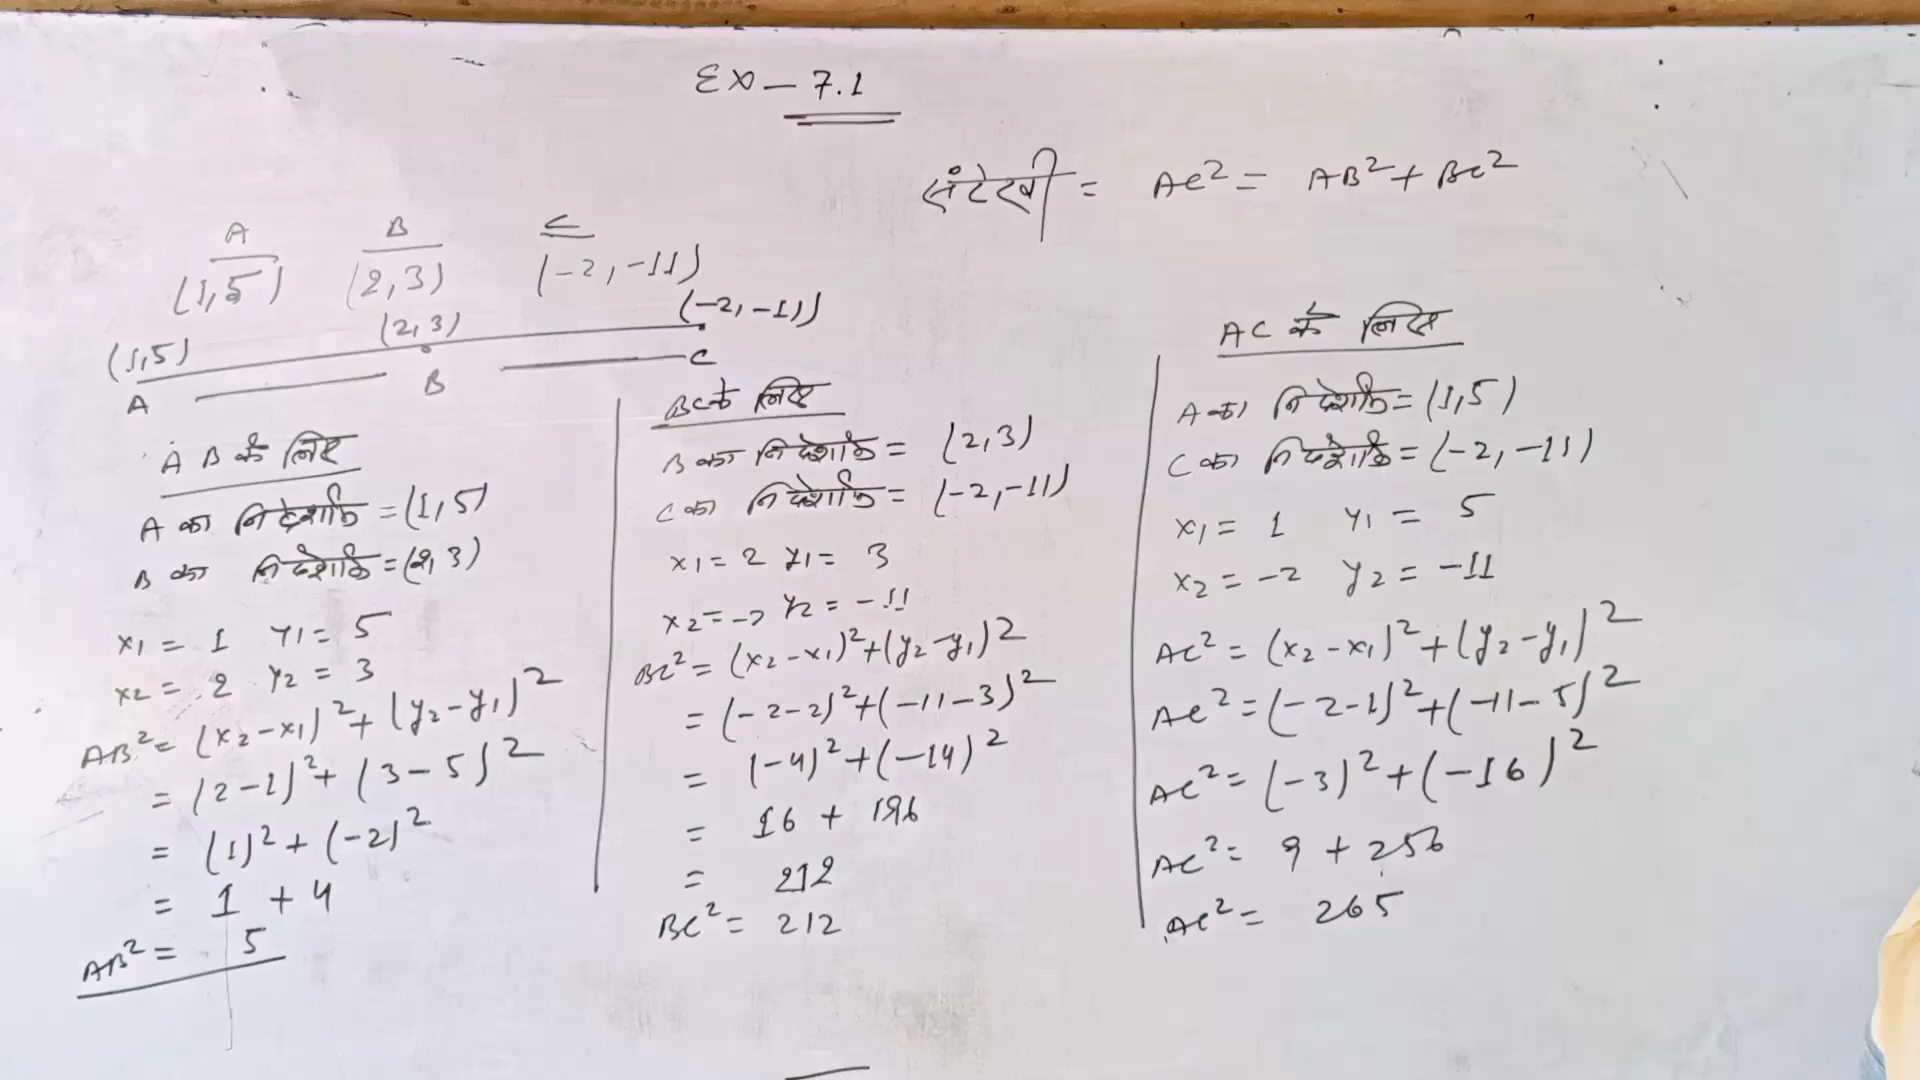 EX - 7.1
संरेखी = AC² = AB² + BC²
A B C
(1,5) (2,3) (-2,-11)
(1,5) (2,3) (-2,-11)
A B C
AB के लिए
A का निर्देशांक = (1,5)
B का निर्देशांक = (2,3)
x₁ = 1 y₁ = 5
x₂ = 2 y₂ = 3
AB² = (x₂-x₁)² + (y₂-y₁)²
= (2-1)² + (3-5)²
= (1)² + (-2)²
= 1 + 4
AB² = 5
BC के लिए
B का निर्देशांक = (2,3)
C का निर्देशांक = (-2,-11)
x₁ = 2 y₁ = 3
x₂ = -2 y₂ = -11
BC² = (x₂-x₁)² + (y₂-y₁)²
= (-2-2)² + (-11-3)²
= (-4)² + (-14)²
= 16 + 196
= 212
BC² = 212
AC के लिए
A का निर्देशांक = (1,5)
C का निर्देशांक = (-2,-11)
x₁ = 1 y₁ = 5
x₂ = -2 y₂ = -11
AC² = (x₂-x₁)² + (y₂-y₁)²
AC² = (-2-1)² + (-11-5)²
AC² = (-3)² + (-16)²
AC² = 9 + 256
AC² = 265